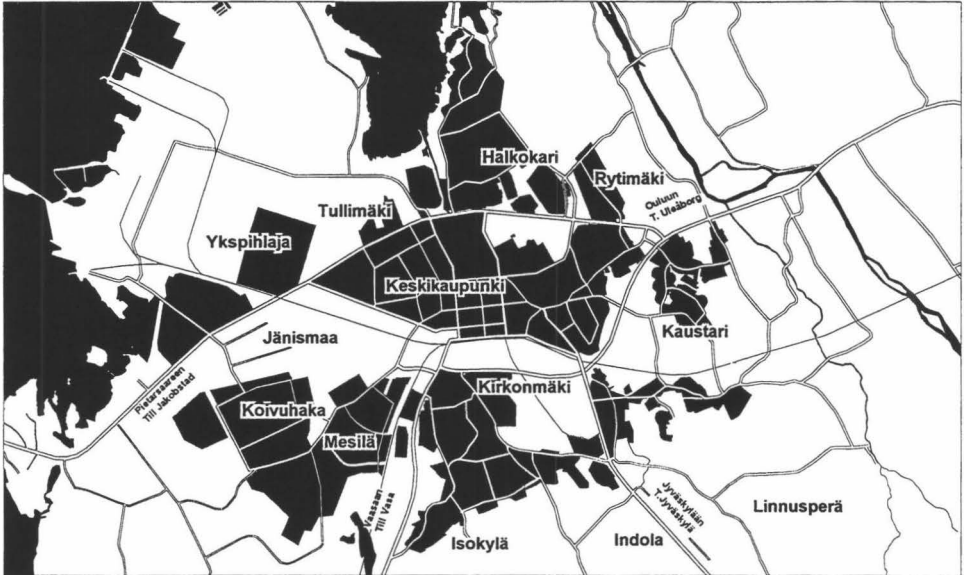 Halkokari
Rytimäki
Ouluun
T. Uleåborg
Tullimäki
Ykspihlaja
Keskikaupunki
Jänismaa
Kaustari
Pietarsaareen
Till Jakobstad
Kirkonmäki
Koivuhaka
Mesilä
Vaasaan
Till Vasa
Jyväskylään
T.Jyväskylä
Linnusperä
Isokylä
Indola